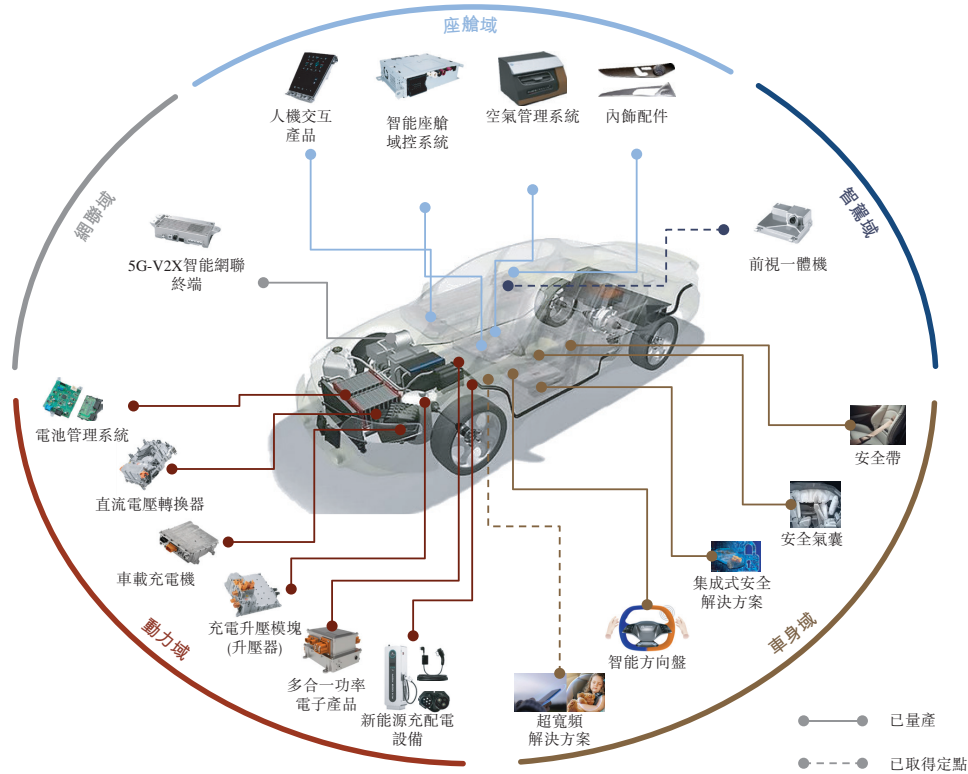 座艙域
人機交互
產品
智能座艙
域控系統
空氣管理系統
內飾配件
網聯域
5G-V2X智能網聯
終端
智駕域
前視一體機
電池管理系統
直流電壓轉換器
車載充電機
充電升壓模塊
(升壓器)
多合一功率
電子產品
新能源充配電
設備
動力域
安全帶
安全氣囊
集成式安全
解決方案
智能方向盤
超寬頻
解決方案
車身域
已量產
已取得定點